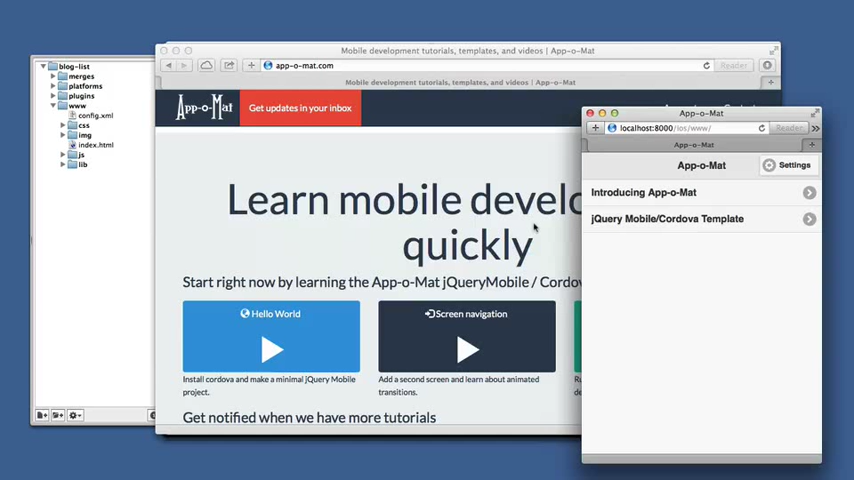 blog-list
merges
platforms
plugins
www
config.xml
css
img
index.html
js
lib
Mobile development tutorials, templates, and videos | App-o-Mat
app-o-mat.com
Reader
Mobile development tutorials, templates, and videos | App-o-Mat
App-o-Mat
Get updates in your inbox
Learn mobile develo
quickly
Start right now by learning the App-o-Mat jQueryMobile / Cordo
Hello World
Screen navigation
Install cordova and make a minimal jQuery Mobile
project.
Add a second screen and learn about animated
transitions.
Ru
de
Get notified when we have more tutorials
App-o-Mat
localhost:8000/ios/www/
Reader
App-o-Mat
App-o-Mat
Settings
Introducing App-o-Mat
jQuery Mobile/Cordova Template